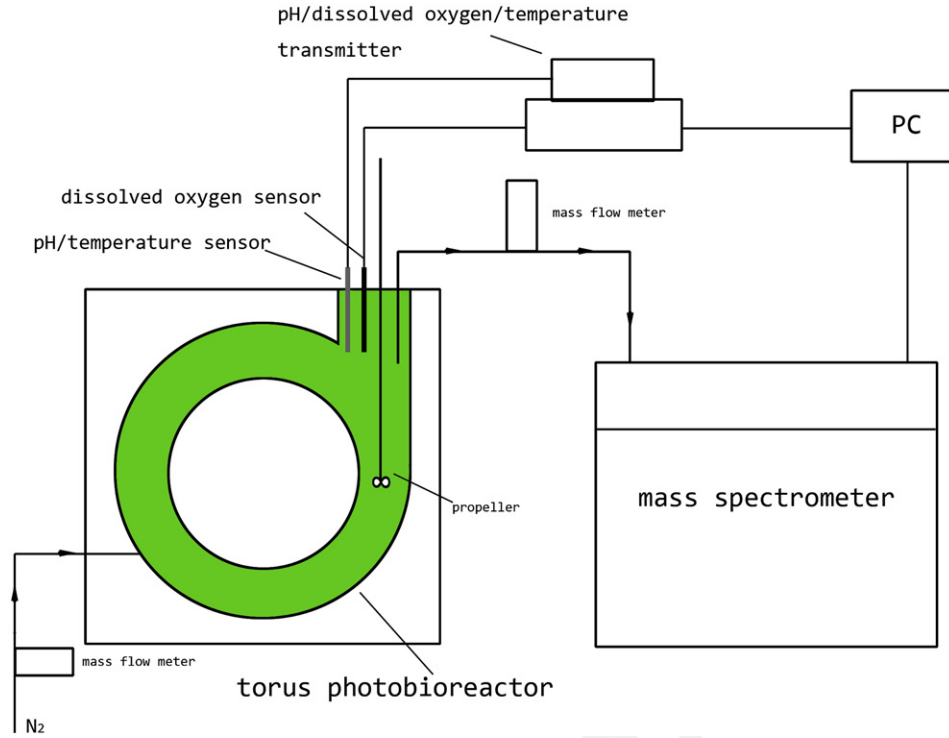 pH/dissolved oxygen/temperature
transmitter
PC
dissolved oxygen sensor
mass flow meter
pH/temperature sensor
mass spectrometer
propeller
mass flow meter
torus photobioreactor
N₂